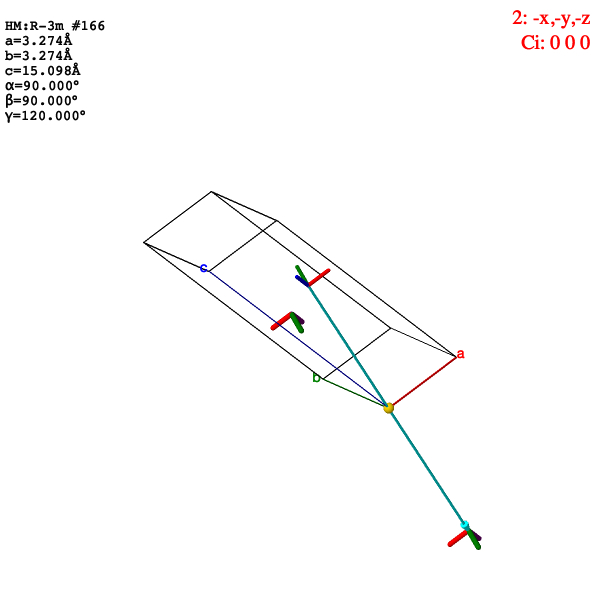 HM:R-3m #166
a=3.274Å
b=3.274Å
c=15.098Å
α=90.000°
β=90.000°
γ=120.000°
2: -x,-y,-z
Ci: 0 0 0
c
a
b